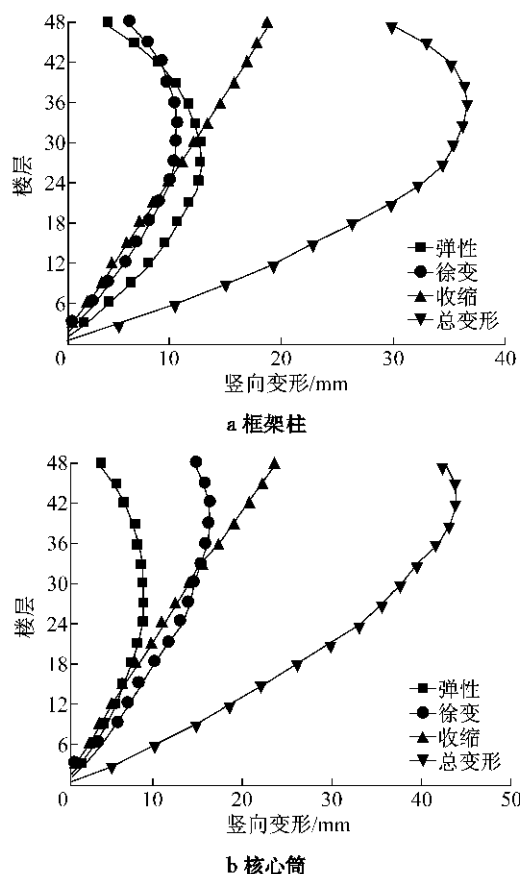 48
42
36
30
24
18
12
6
楼层
弹性
徐变
收缩
总变形
0 10 20 30 40
竖向变形/mm
a 框架柱
48
42
36
30
24
18
12
6
楼层
弹性
徐变
收缩
总变形
0 10 20 30 40 50
竖向变形/mm
b 核心筒